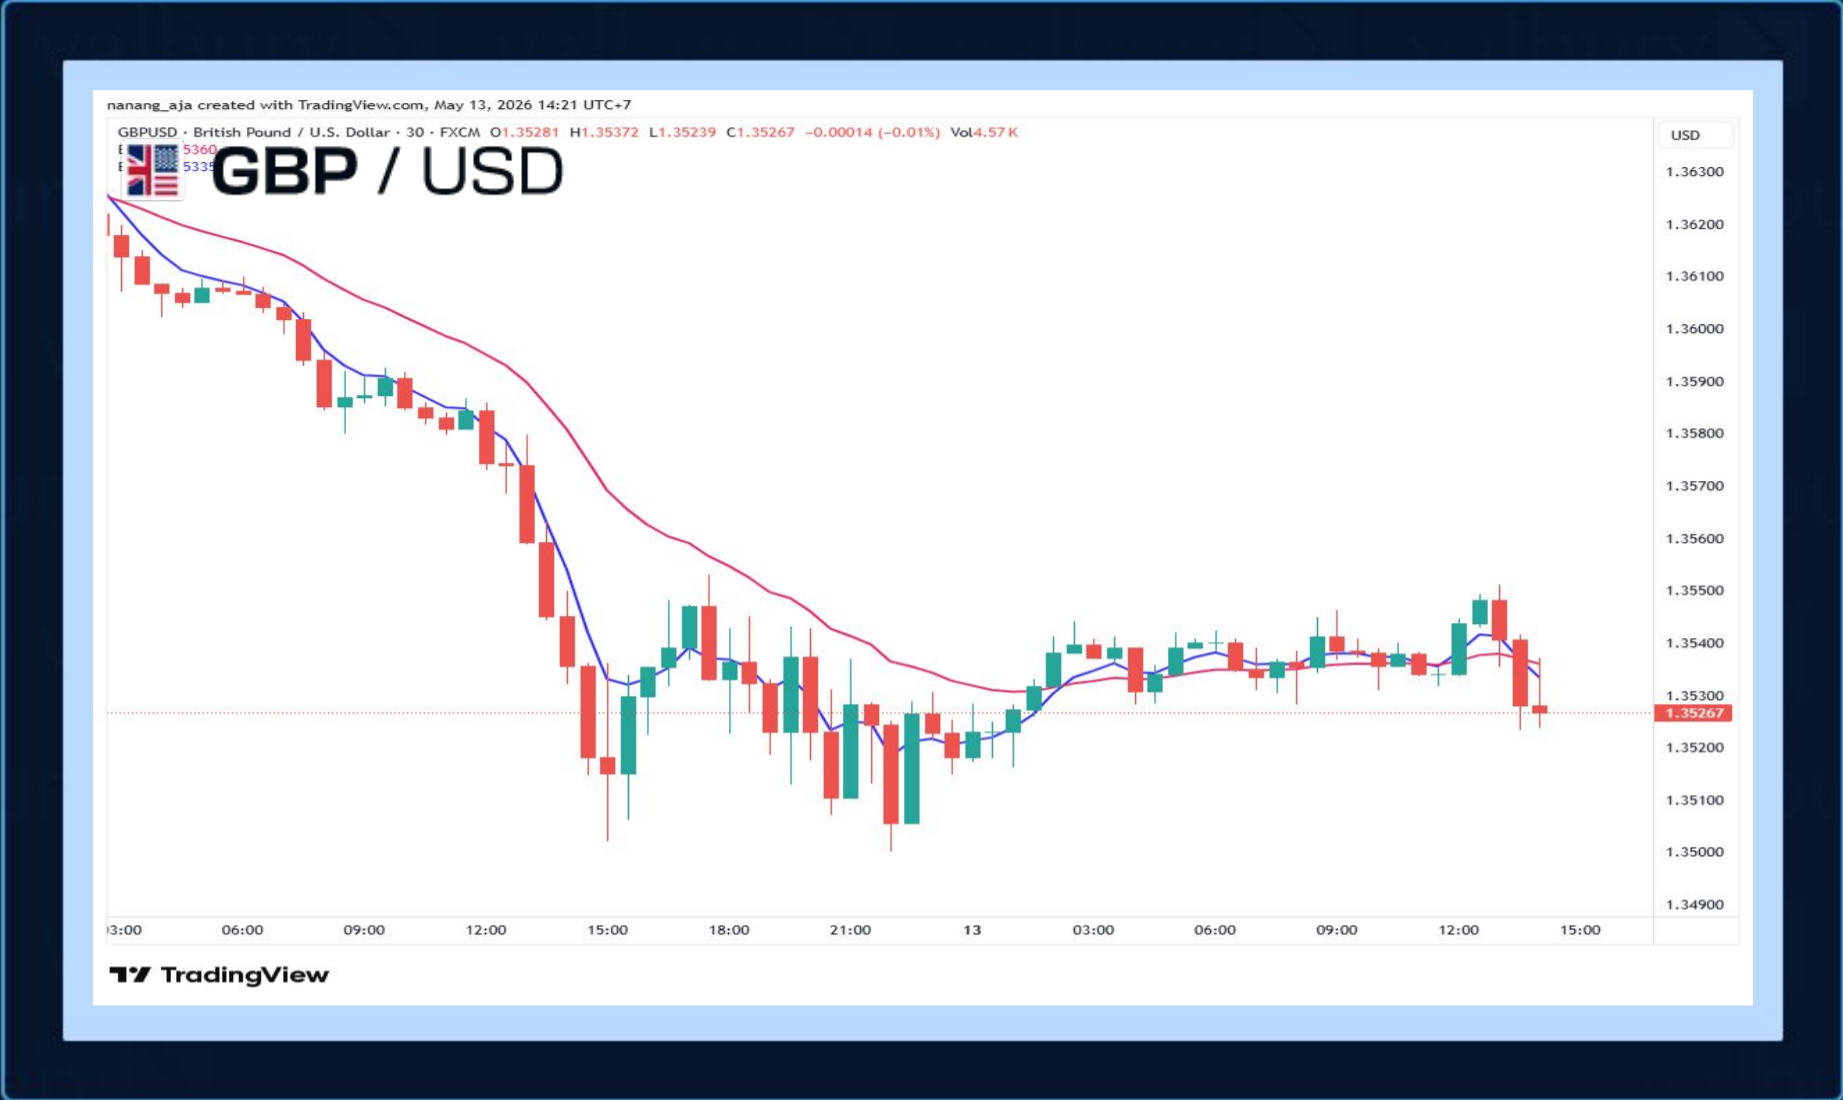 nanang_aja created with TradingView.com, May 13, 2026 14:21 UTC+7
GBPUSD · British Pound / U.S. Dollar · 30 · FXCM O1.35281 H1.35372 L1.35239 C1.35267 −0.00014 (−0.01%) Vol4.57 K
E 5360
E 5335
GBP / USD
USD
1.36300
1.36200
1.36100
1.36000
1.35900
1.35800
1.35700
1.35600
1.35500
1.35400
1.35300
1.35267
1.35200
1.35100
1.35000
1.34900
03:00 06:00 09:00 12:00 15:00 18:00 21:00 13 03:00 06:00 09:00 12:00 15:00
TradingView